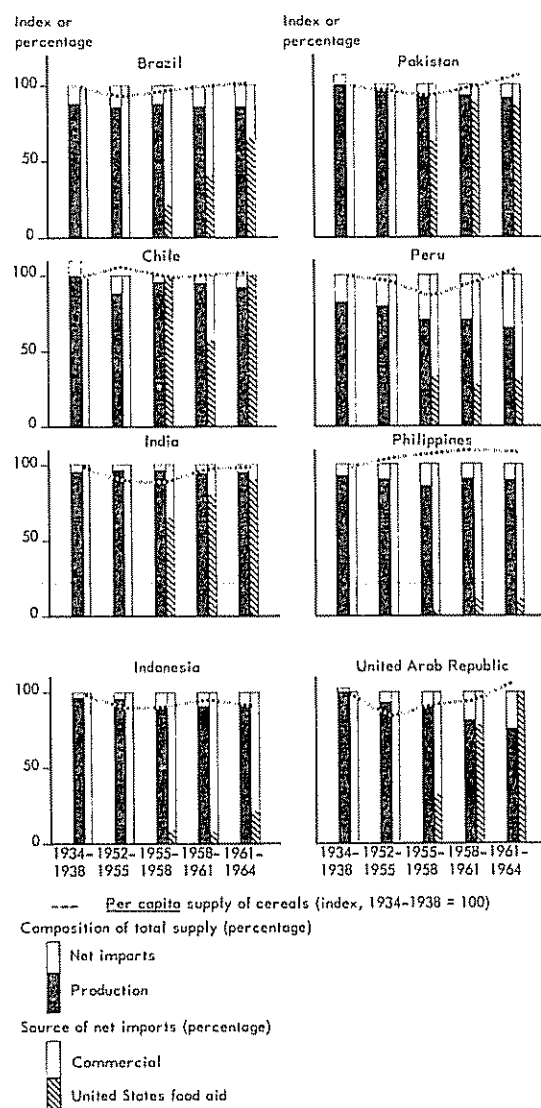 Index or
percentage
Index or
percentage
Brazil
Pakistan
100
50
0
100
50
0
Chile
Peru
100
50
0
India
Philippines
100
50
0
Indonesia
United Arab Republic
100
50
0
1934–1938 1952–1955 1955–1958 1958–1961 1961–1964
1934–1938 1952–1955 1955–1958 1958–1961 1961–1964
Per capita supply of cereals (index, 1934–1938 = 100)
Composition of total supply (percentage)
Net imports
Production
Source of net imports (percentage)
Commercial
United States food aid